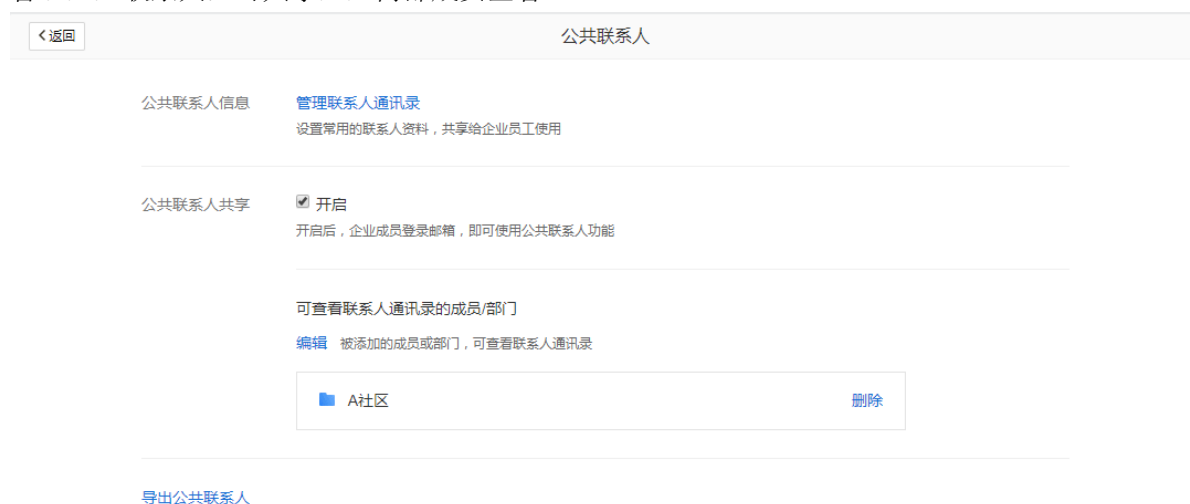 返回
公共联系人
公共联系人信息
管理联系人通讯录
设置常用的联系人资料，共享给企业员工使用
公共联系人共享
开启
开启后，企业成员登录邮箱，即可使用公共联系人功能
可查看联系人通讯录的成员/部门
编辑 被添加的成员或部门，可查看联系人通讯录
A社区 删除
导出公共联系人